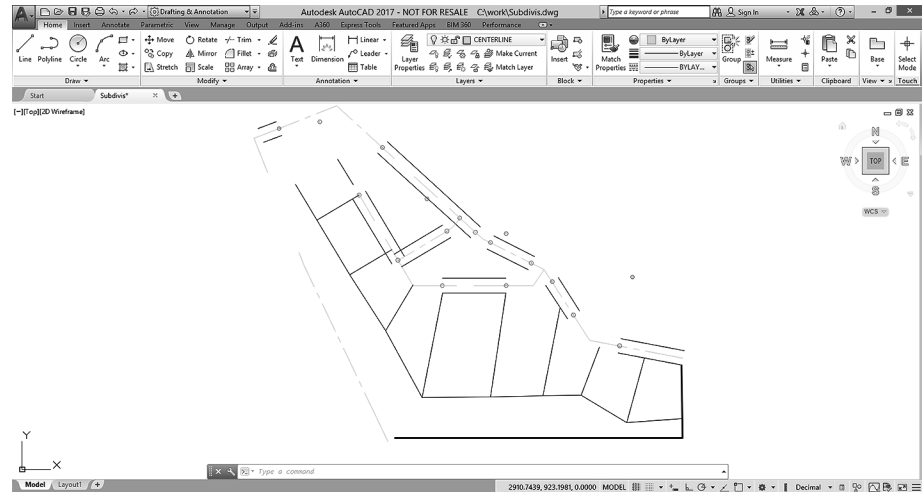 A Drafting & Annotation Autodesk AutoCAD 2017 - NOT FOR RESALE C:\work\Subdivis.dwg Type a keyword or phrase Sign In
Home Insert Annotate Parametric View Manage Output Add-ins A360 Express Tools Featured Apps BIM 360 Performance
Line Polyline Circle Arc Move Rotate Trim Text Dimension Linear Layer Properties CENTERLINE Insert Match Properties ByLayer Group Measure Paste Base Select Mode
Copy Mirror Fillet Leader Make Current ByLayer
Stretch Scale Array Table Match Layer BYLAY...
Draw Modify Annotation Layers Block Properties Groups Utilities Clipboard View Touch
Start Subdivis* × +
[−][Top][2D Wireframe]
N
W TOP E
S
WCS
Y
X
Type a command
Model Layout1 + 2910.7439, 923.1981, 0.0000 MODEL Decimal